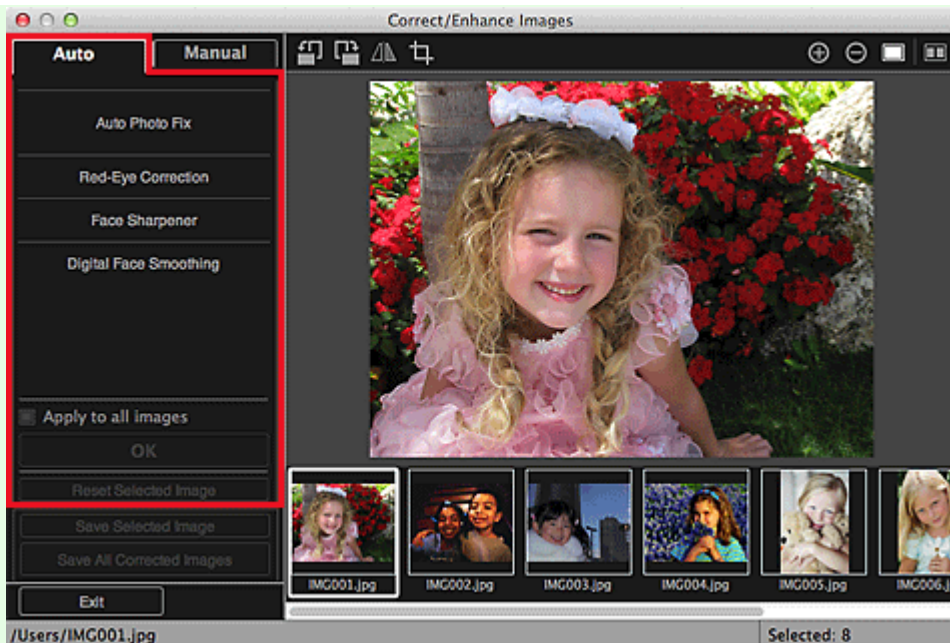 Correct/Enhance Images
Auto Manual
Auto Photo Fix
Red-Eye Correction
Face Sharpener
Digital Face Smoothing
Apply to all images
OK
Reset Selected Image
Save Selected Image
Save All Corrected Images
Exit
IMG001.jpg IMG002.jpg IMG003.jpg IMG004.jpg IMG005.jpg IMG006.j
/Users/IMG001.jpg Selected: 8